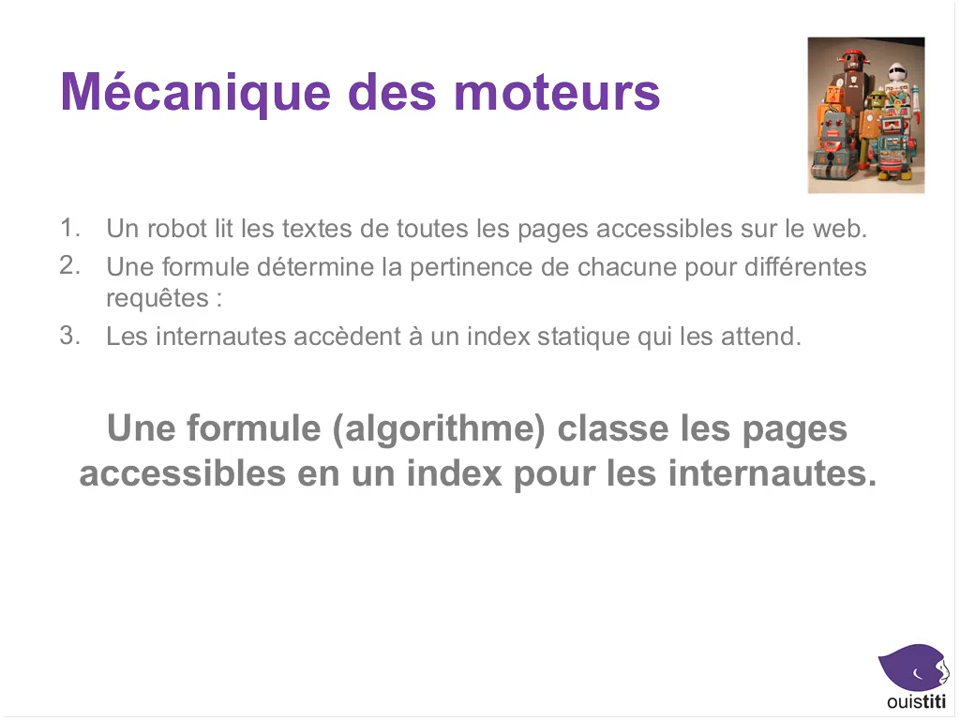 Mécanique des moteurs
1. Un robot lit les textes de toutes les pages accessibles sur le web.
2. Une formule détermine la pertinence de chacune pour différentes
requêtes :
3. Les internautes accèdent à un index statique qui les attend.
Une formule (algorithme) classe les pages
accessibles en un index pour les internautes.
ouistiti